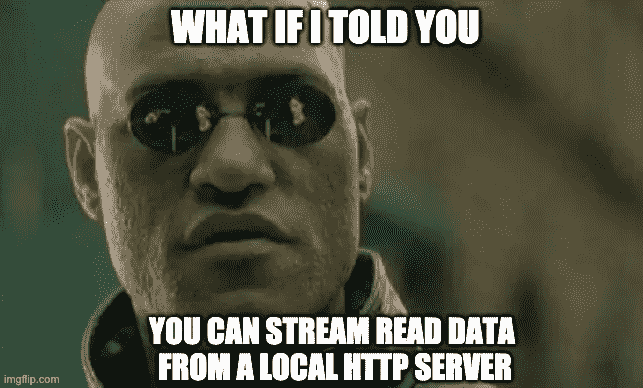 WHAT IF I TOLD YOU
YOU CAN STREAM READ DATA
FROM A LOCAL HTTP SERVER
imgflip.com